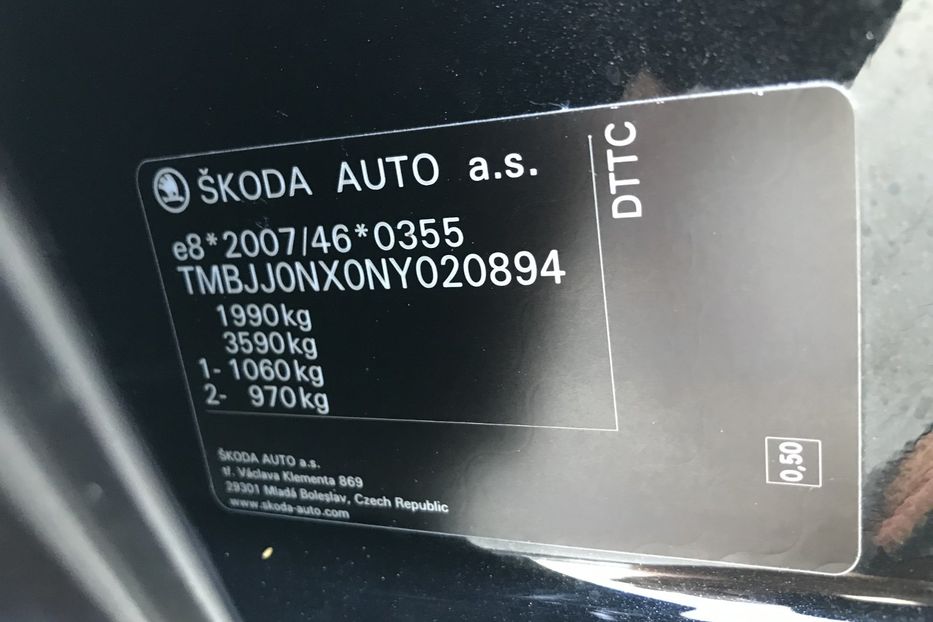 ŠKODA AUTO a.s.
e8*2007/46*0355
TMBJJ0NX0NY020894
1990kg
3590kg
1- 1060kg
2- 970kg
DTTC
ŠKODA AUTO a.s.
tř. Václava Klementa 869
29301 Mladá Boleslav, Czech Republic
www.skoda-auto.com
0,50